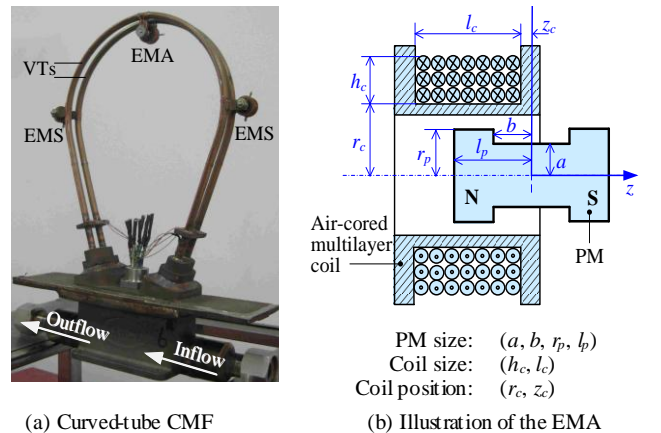 EMA
VTs
EMS
EMS
Outflow
Inflow
(a) Curved-tube CMF
l_c
z_c
h_c
r_c
b
l_p
r_p
a
z
N
S
Air-cored
multilayer
coil
PM
PM size: (a, b, r_p, l_p)
Coil size: (h_c, l_c)
Coil position: (r_c, z_c)
(b) Illustration of the EMA